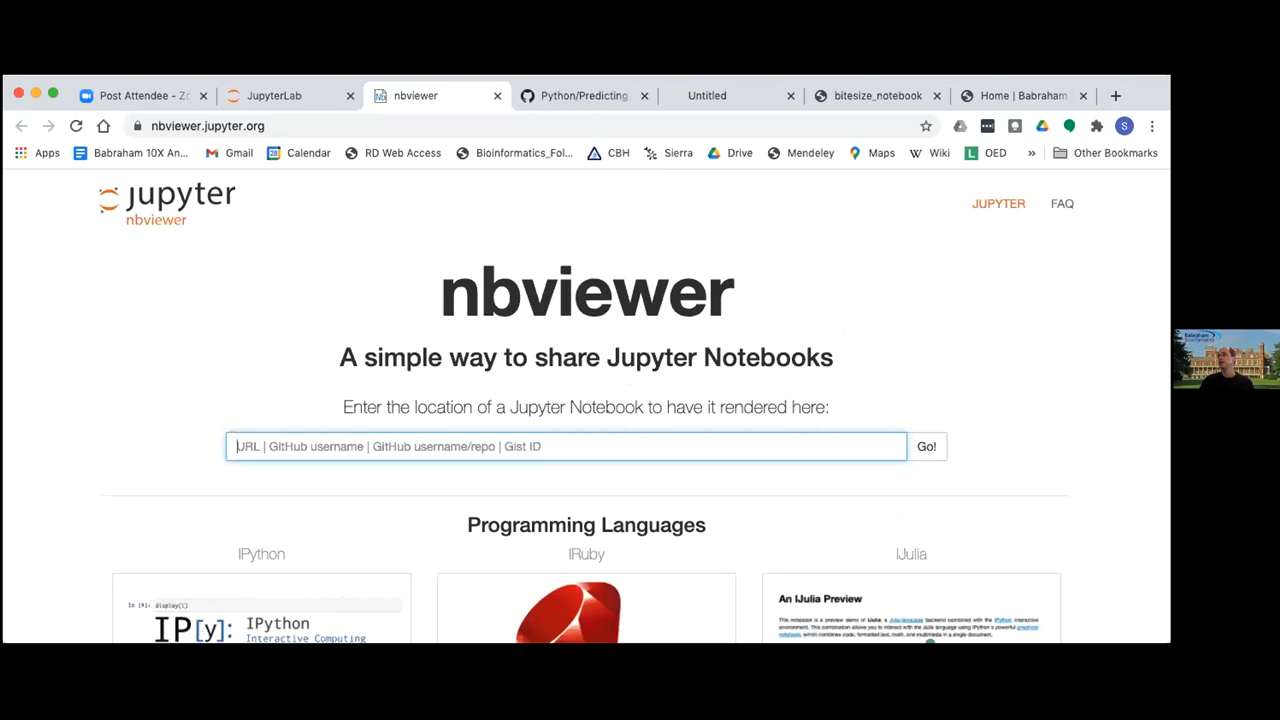 Post Attendee - Zo
JupyterLab
nbviewer
Python/Predicting_
Untitled
bitesize_notebook
Home | Babraham
nbviewer.jupyter.org
S
Apps
Babraham 10X An...
Gmail
Calendar
RD Web Access
Bioinformatics_Fol...
CBH
Sierra
Drive
Mendeley
Maps
Wiki
OED
»
Other Bookmarks
jupyter
nbviewer
JUPYTER
FAQ
nbviewer
A simple way to share Jupyter Notebooks
Enter the location of a Jupyter Notebook to have it rendered here:
URL | GitHub username | GitHub username/repo | Gist ID
Go!
Programming Languages
IPython
IRuby
IJulia
IP[y]:
IPython
Interactive Computing
An IJulia Preview